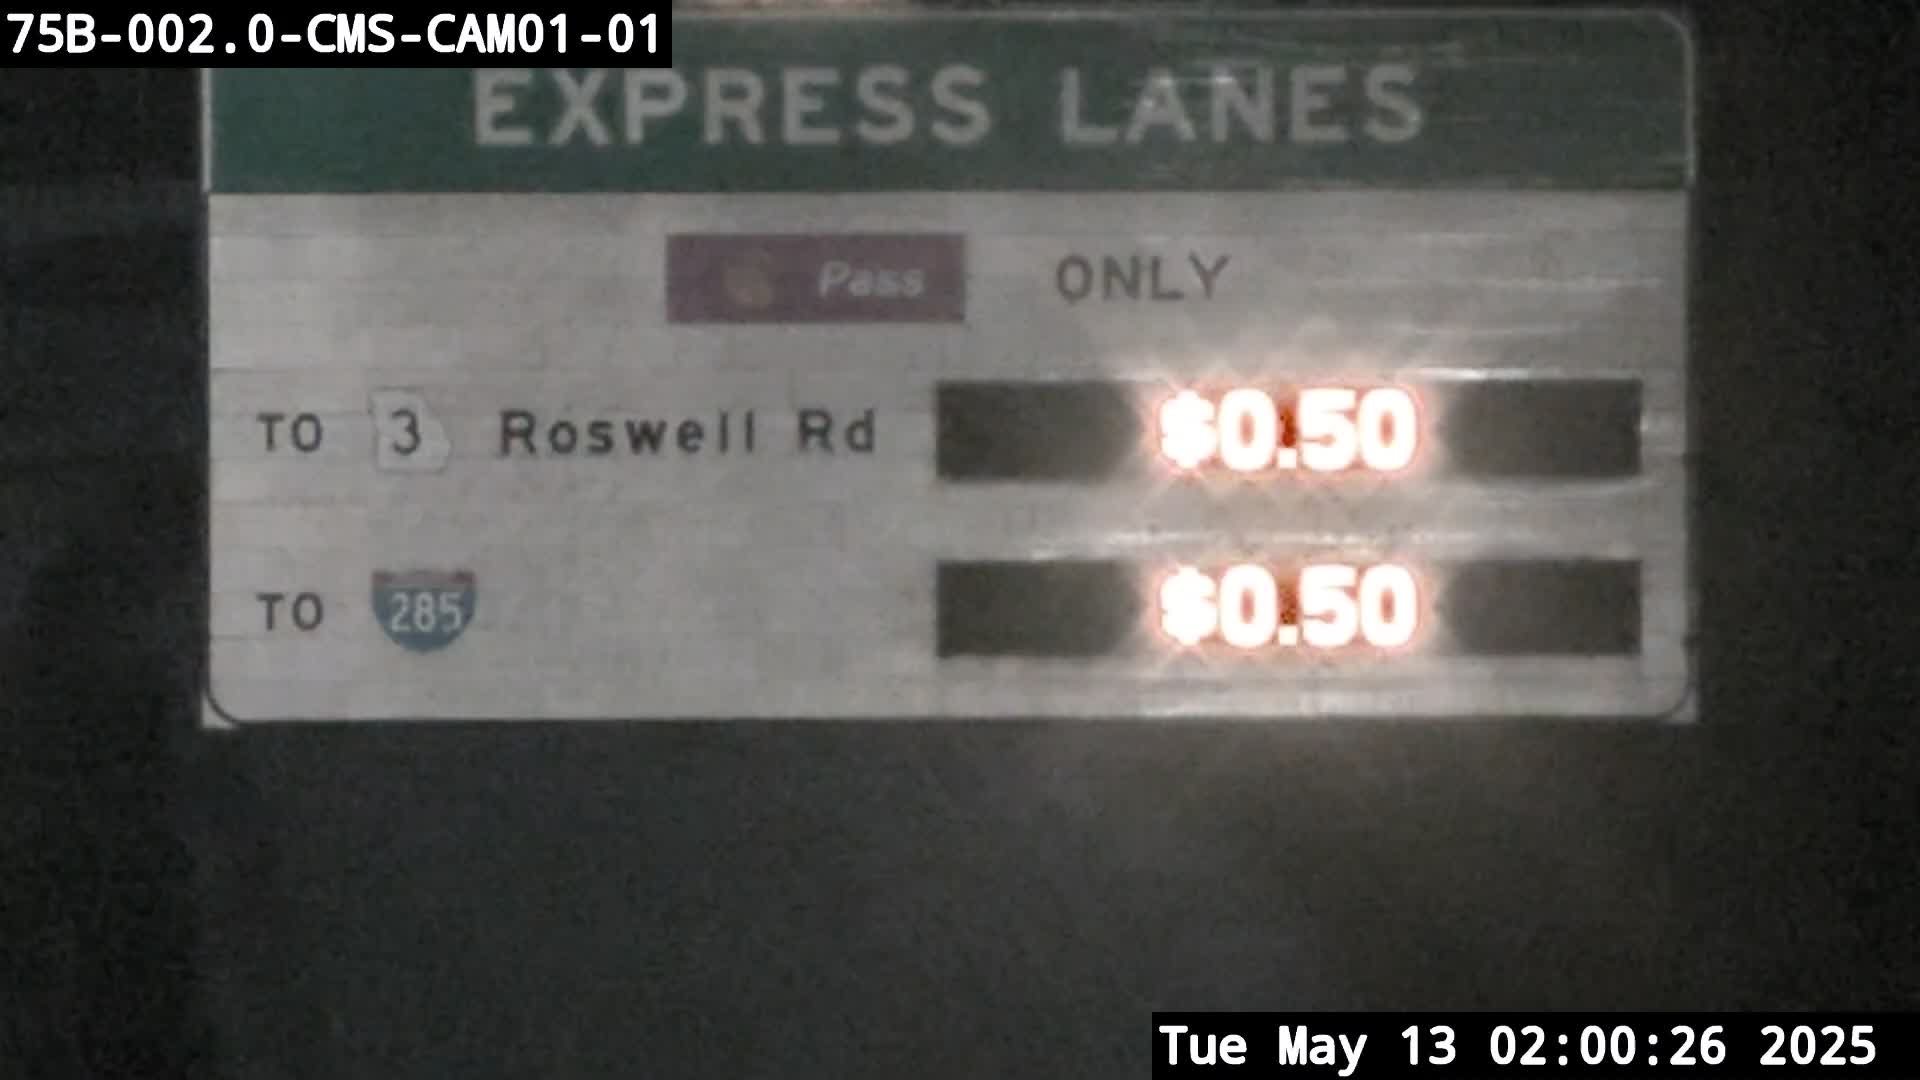 75B-002.0-CMS-CAM01-01
EXPRESS LANES
Pass ONLY
TO 3 Roswell Rd $0.50
TO 285 $0.50
Tue May 13 02:00:26 2025